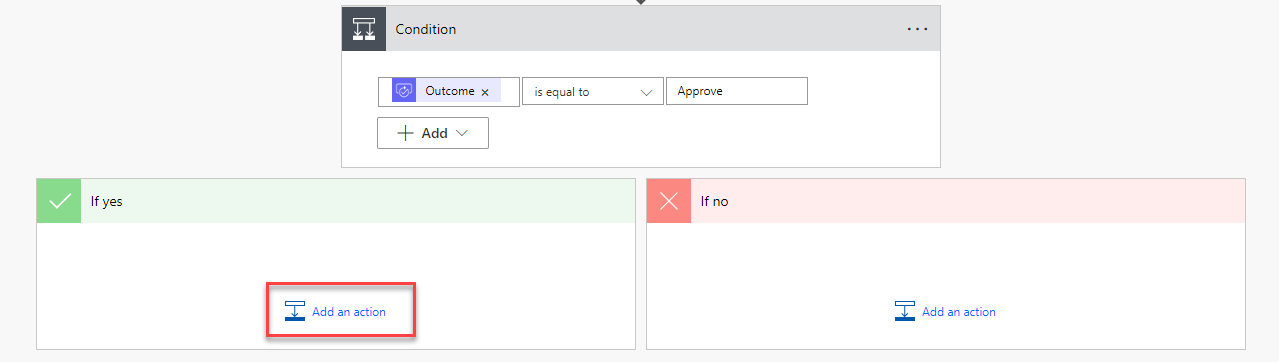 Condition
Outcome × is equal to Approve
Add
If yes
If no
Add an action
Add an action